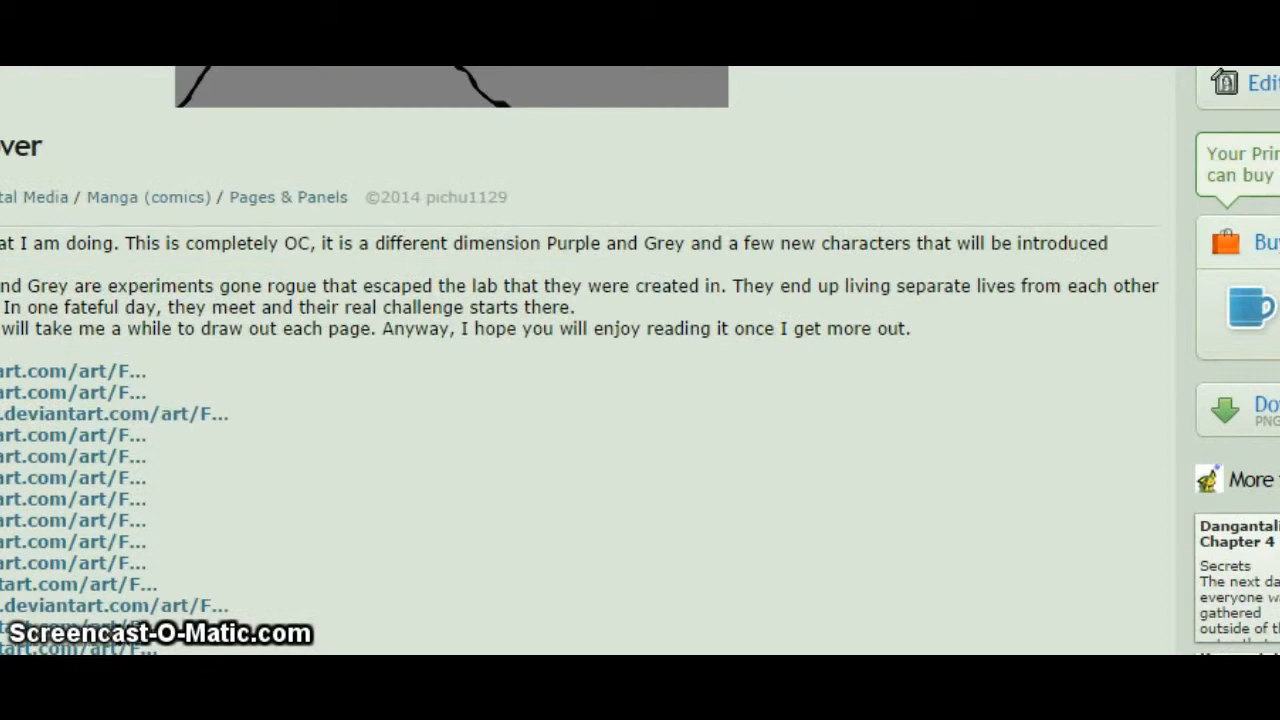 Edi
ver
Your Prin
can buy
tal Media / Manga (comics) / Pages & Panels ©2014 pichu1129
at I am doing. This is completely OC, it is a different dimension Purple and Grey and a few new characters that will be introduced
Buy
nd Grey are experiments gone rogue that escaped the lab that they were created in. They end up living separate lives from each other
In one fateful day, they meet and their real challenge starts there.
will take me a while to draw out each page. Anyway, I hope you will enjoy reading it once I get more out.
art.com/art/F...
art.com/art/F...
.deviantart.com/art/F...
art.com/art/F...
art.com/art/F...
art.com/art/F...
art.com/art/F...
art.com/art/F...
art.com/art/F...
art.com/art/F...
tart.com/art/F...
.deviantart.com/art/F...
tart.com/art/F...
Do
PNG
More
Dangantali
Chapter 4
Secrets
The next da
everyone wa
gathered
outside of th
Screencast-O-Matic.com